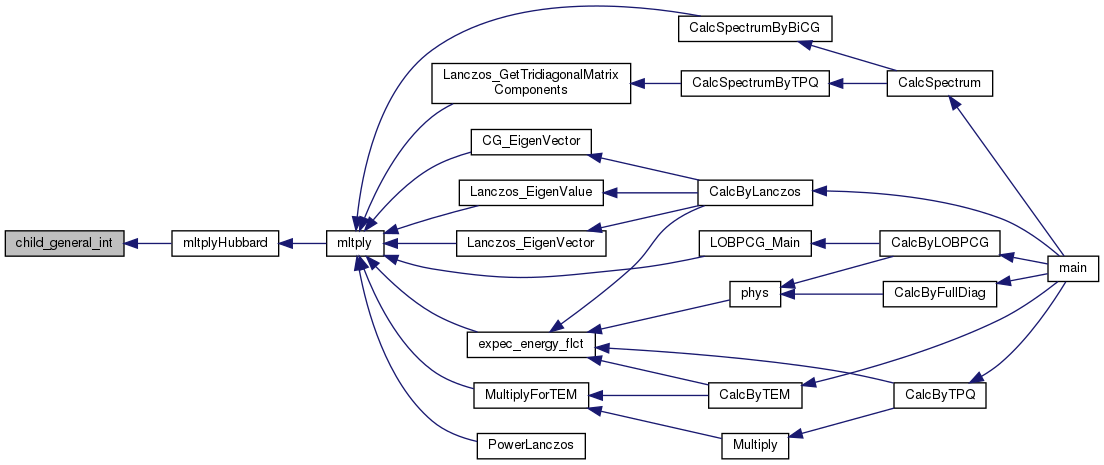 child_general_int
mltplyHubbard
mltply
CalcSpectrumByBiCG
Lanczos_GetTridiagonalMatrix
Components
CalcSpectrumByTPQ
CalcSpectrum
CG_EigenVector
Lanczos_EigenValue
CalcByLanczos
Lanczos_EigenVector
LOBPCG_Main
CalcByLOBPCG
main
phys
CalcByFullDiag
expec_energy_flct
MultiplyForTEM
CalcByTEM
CalcByTPQ
PowerLanczos
Multiply